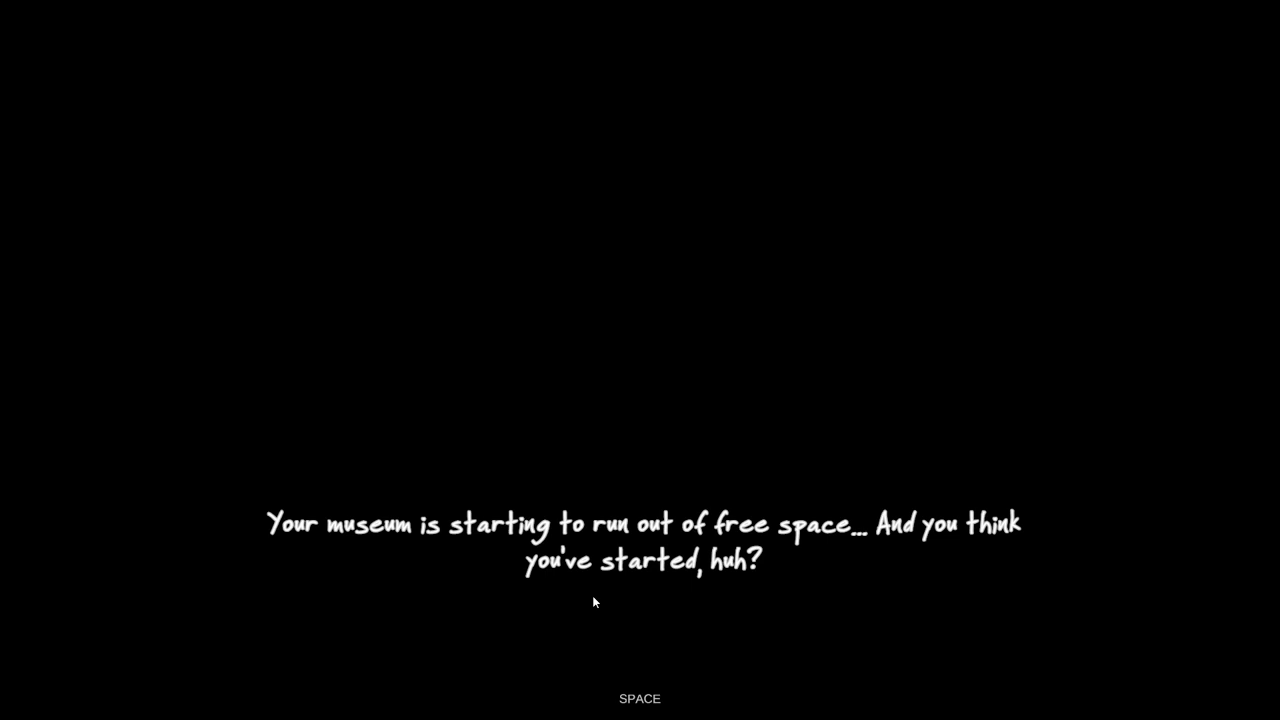 Your museum is starting to run out of free space... And you think
you've started, huh?
SPACE